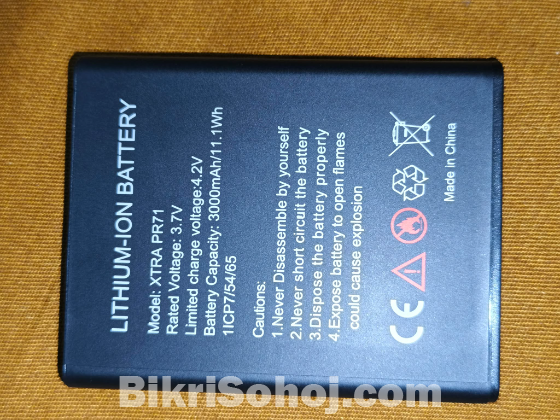 LITHIUM-ION BATTERY
Model: XTRA PR71
Rated Voltage: 3.7V
Limited charge voltage:4.2V
Battery Capacity: 3000mAh/11.1Wh
1ICP7/54/65
Cautions:
1.Never Disassemble by yourself
2.Never short circuit the battery
3.Dispose the battery properly
4.Expose battery to open flames
could cause explosion
CE
Made in China
BikriSohoj.com